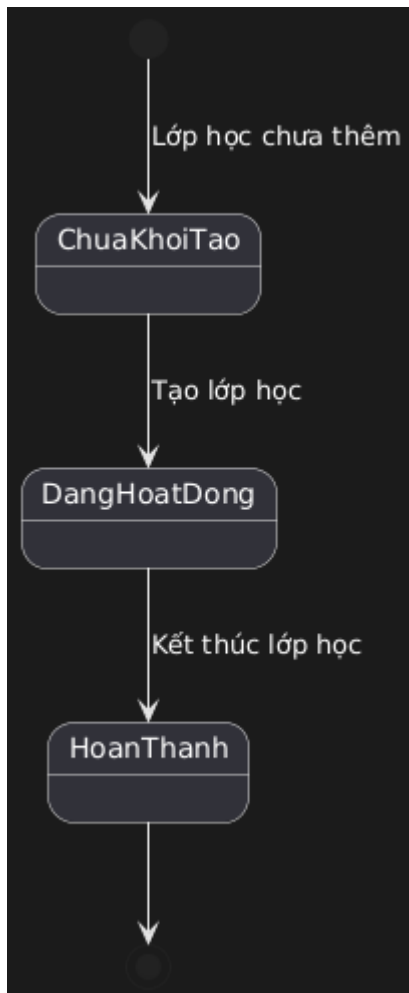 Lớp học chưa thêm
ChuaKhoiTao
Tạo lớp học
DangHoatDong
Kết thúc lớp học
HoanThanh